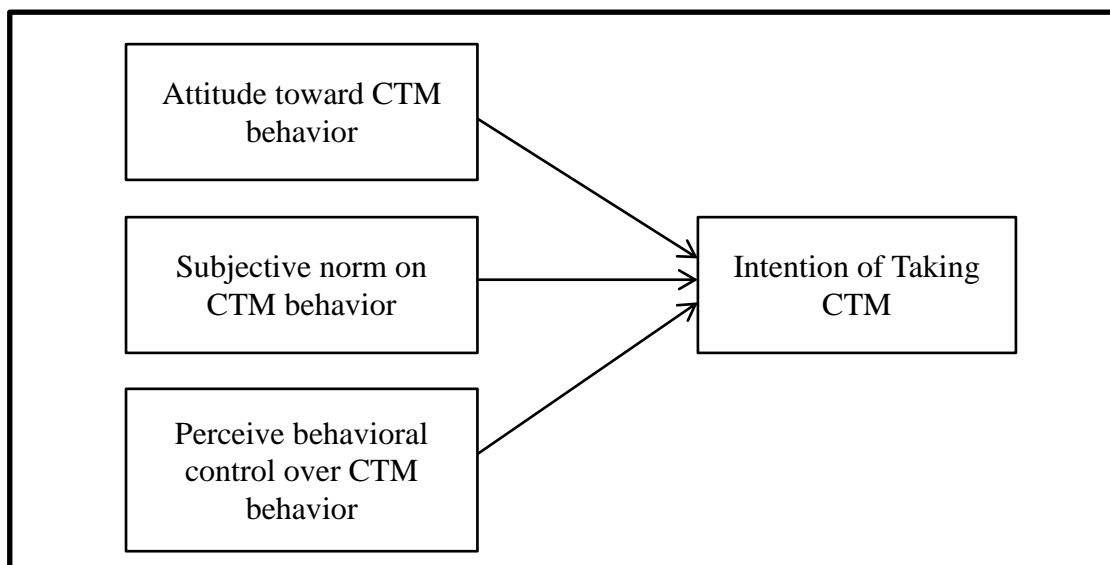 Attitude toward CTM
behavior
Subjective norm on
CTM behavior
Intention of Taking
CTM
Perceive behavioral
control over CTM
behavior